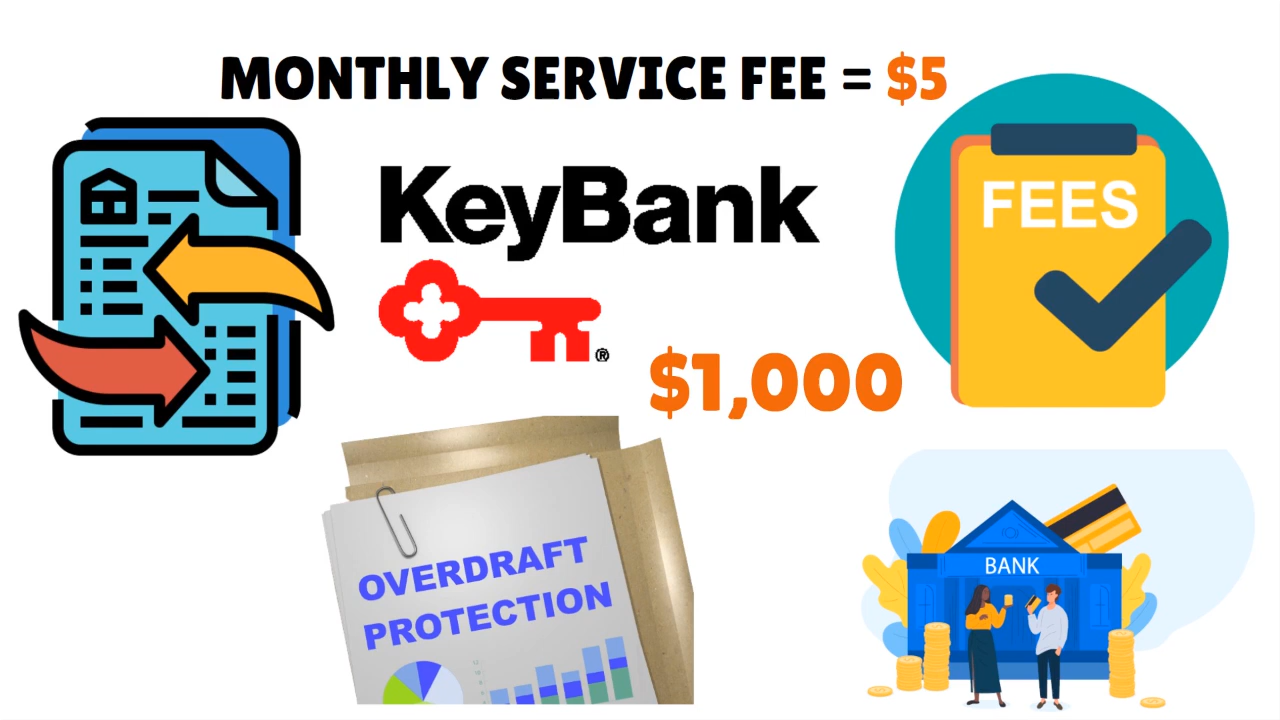 MONTHLY SERVICE FEE = $5
KeyBank
®
FEES
$1,000
OVERDRAFT
PROTECTION
BANK